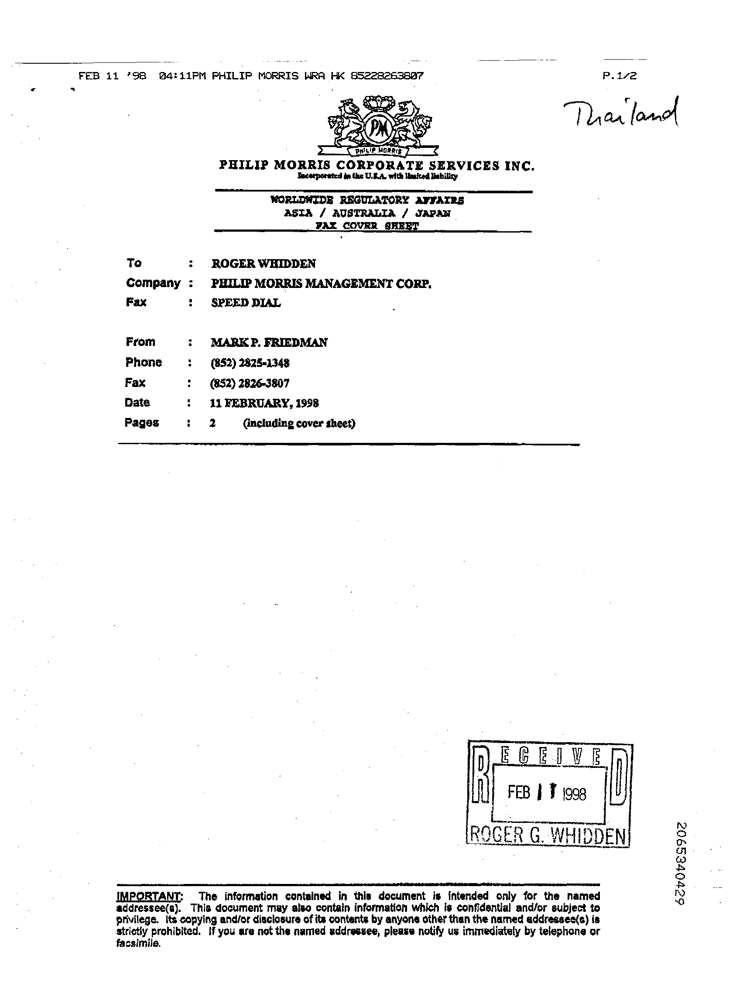 FEB 11 '98 04:11PM PHILIP MORRIS WRA HK 85228263807 P.1/2
Thailand
PM
PHILIP MORRIS
PHILIP MORRIS CORPORATE SERVICES INC.
Incorporated in the U.S.A. with limited liability
WORLDWIDE REGULATORY AFFAIRS
ASIA / AUSTRALIA / JAPAN
FAX COVER SHEET
To : ROGER WHIDDEN
Company : PHILIP MORRIS MANAGEMENT CORP.
Fax : SPEED DIAL
From : MARK P. FRIEDMAN
Phone : (852) 2825-1348
Fax : (852) 2826-3807
Date : 11 FEBRUARY, 1998
Pages : 2 (including cover sheet)
RECEIVED
FEB 11 1998
ROGER G. WHIDDEN
2065340429
IMPORTANT: The information contained in this document is intended only for the named
addressee(s). This document may also contain information which is confidential and/or subject to
privilege. Its copying and/or disclosure of its contents by anyone other than the named addressee(s) is
strictly prohibited. If you are not the named addressee, please notify us immediately by telephone or
facsimile.